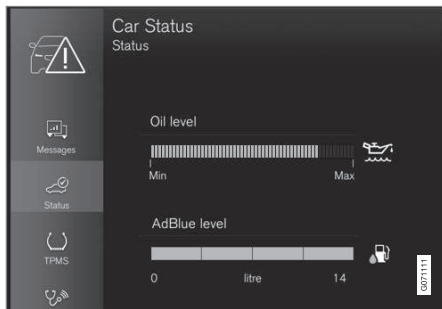 Car Status
Status
Messages
Status
TPMS
Oil level
Min Max
AdBlue level
0 litre 14
G071111